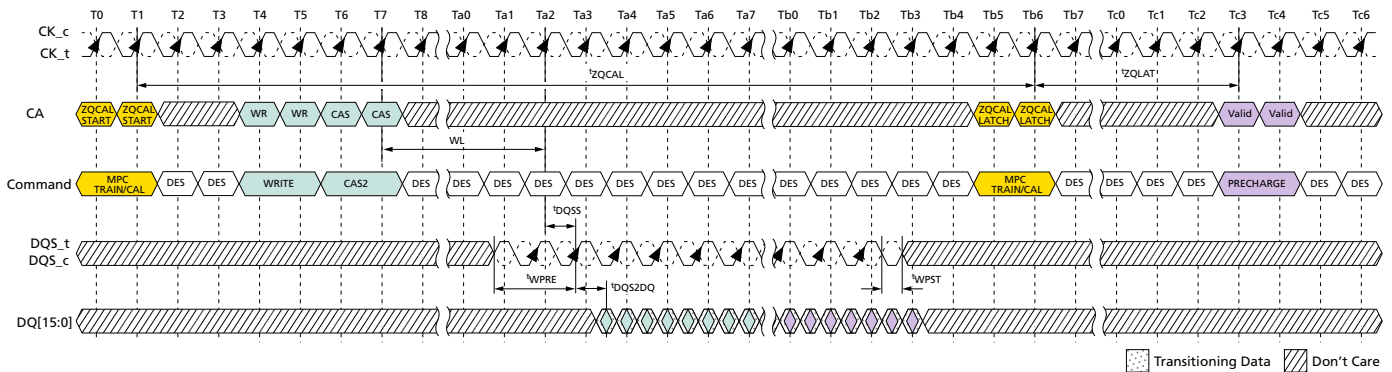 T0 T1 T2 T3 T4 T5 T6 T7 T8 Ta0 Ta1 Ta2 Ta3 Ta4 Ta5 Ta6 Ta7 Tb0 Tb1 Tb2 Tb3 Tb4 Tb5 Tb6 Tb7 Tc0 Tc1 Tc2 Tc3 Tc4 Tc5 Tc6
CK_c
CK_t
tZQCAL tZQLAT
CA ZQCAL START ZQCAL START WR WR CAS CAS ZQCAL LATCH ZQCAL LATCH Valid Valid
WL
Command MPC TRAIN/CAL DES DES WRITE CAS2 DES DES DES DES DES DES DES DES DES DES DES DES DES DES MPC TRAIN/CAL DES DES DES DES PRECHARGE DES DES
tDQSS
DQS_t
DQS_c
tWPRE tDQS2DQ tWPST
DQ[15:0]
Transitioning Data Don't Care